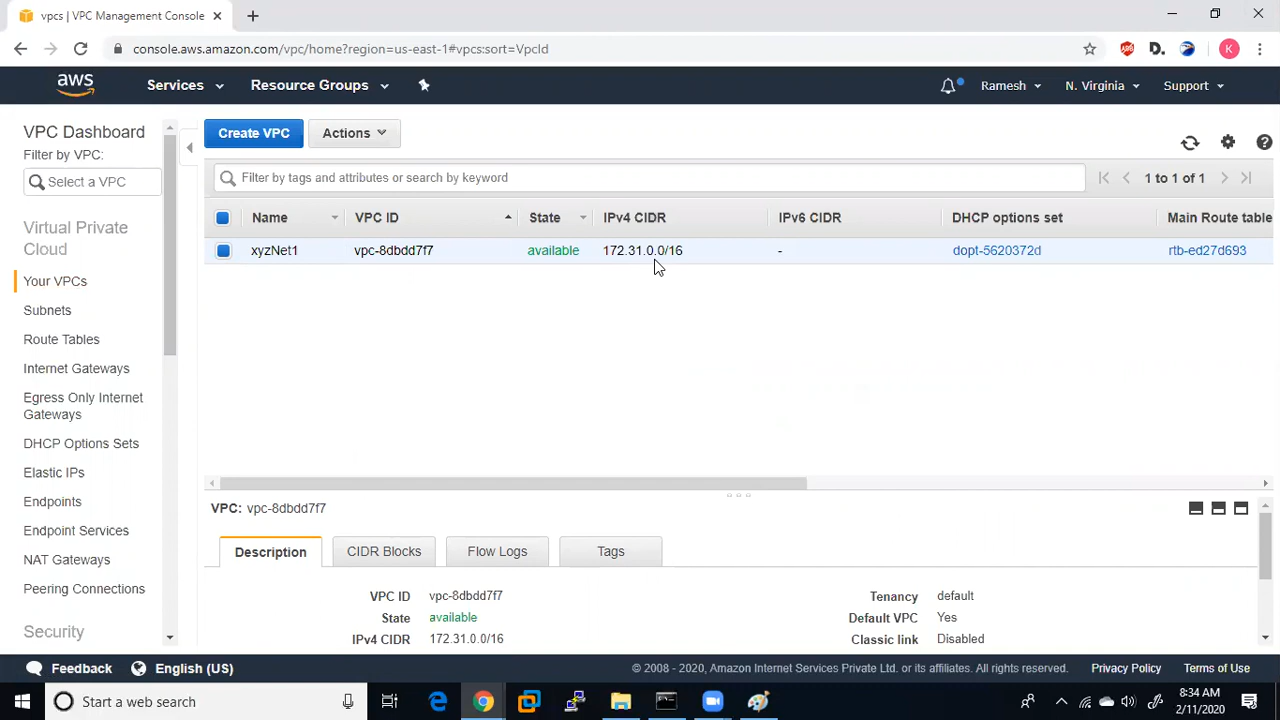 vpcs | VPC Management Console
console.aws.amazon.com/vpc/home?region=us-east-1#vpcs:sort=VpcId
ABP
D.
K
aws
Services
Resource Groups
Ramesh
N. Virginia
Support
VPC Dashboard
Filter by VPC:
Select a VPC
Virtual Private
Cloud
Your VPCs
Subnets
Route Tables
Internet Gateways
Egress Only Internet
Gateways
DHCP Options Sets
Elastic IPs
Endpoints
Endpoint Services
NAT Gateways
Peering Connections
Security
Create VPC
Actions
Filter by tags and attributes or search by keyword
1 to 1 of 1
Name VPC ID State IPv4 CIDR IPv6 CIDR DHCP options set Main Route table
xyzNet1 vpc-8dbdd7f7 available 172.31.0.0/16 - dopt-5620372d rtb-ed27d693
VPC: vpc-8dbdd7f7
Description CIDR Blocks Flow Logs Tags
VPC ID vpc-8dbdd7f7 Tenancy default
State available Default VPC Yes
IPv4 CIDR 172.31.0.0/16 Classic link Disabled
Feedback
English (US)
© 2008 - 2020, Amazon Internet Services Private Ltd. or its affiliates. All rights reserved.
Privacy Policy
Terms of Use
Start a web search
8:34 AM
2/11/2020